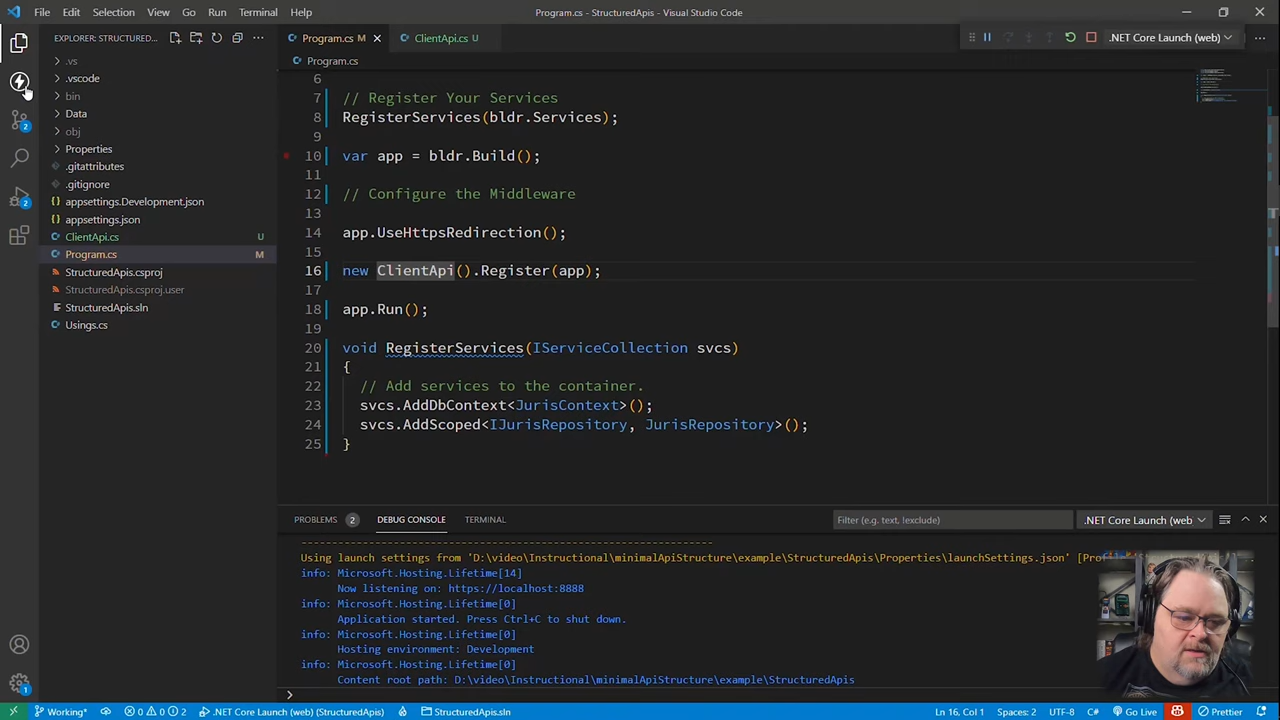 File Edit Selection View Go Run Terminal Help
Program.cs - StructuredApis - Visual Studio Code
EXPLORER: STRUCTURED...
Program.cs M
ClientApi.cs U
.NET Core Launch (web)
Program.cs
.vs
.vscode
bin
Data
obj
Properties
.gitattributes
.gitignore
appsettings.Development.json
appsettings.json
ClientApi.cs U
Program.cs M
StructuredApis.csproj
StructuredApis.csproj.user
StructuredApis.sln
Usings.cs
2
2
1
6
7 // Register Your Services
8 RegisterServices(bldr.Services);
9
10 var app = bldr.Build();
11
12 // Configure the Middleware
13
14 app.UseHttpsRedirection();
15
16 new ClientApi().Register(app);
17
18 app.Run();
19
20 void RegisterServices(IServiceCollection svcs)
21 {
22 // Add services to the container.
23 svcs.AddDbContext<JurisContext>();
24 svcs.AddScoped<IJurisRepository, JurisRepository>();
25 }
PROBLEMS 2 DEBUG CONSOLE TERMINAL
Filter (e.g. text, !exclude)
.NET Core Launch (web
Using launch settings from 'D:\video\Instructional\minimalApiStructure\example\StructuredApis\Properties\launchSettings.json' [Prof
info: Microsoft.Hosting.Lifetime[14]
Now listening on: https://localhost:8888
info: Microsoft.Hosting.Lifetime[0]
Application started. Press Ctrl+C to shut down.
info: Microsoft.Hosting.Lifetime[0]
Hosting environment: Development
info: Microsoft.Hosting.Lifetime[0]
Content root path: D:\video\Instructional\minimalApiStructure\example\StructuredApis
>
Working* 0 0 2 .NET Core Launch (web) (StructuredApis) StructuredApis.sln Ln 16, Col 1 Spaces: 2 UTF-8 C# Go Live Prettier